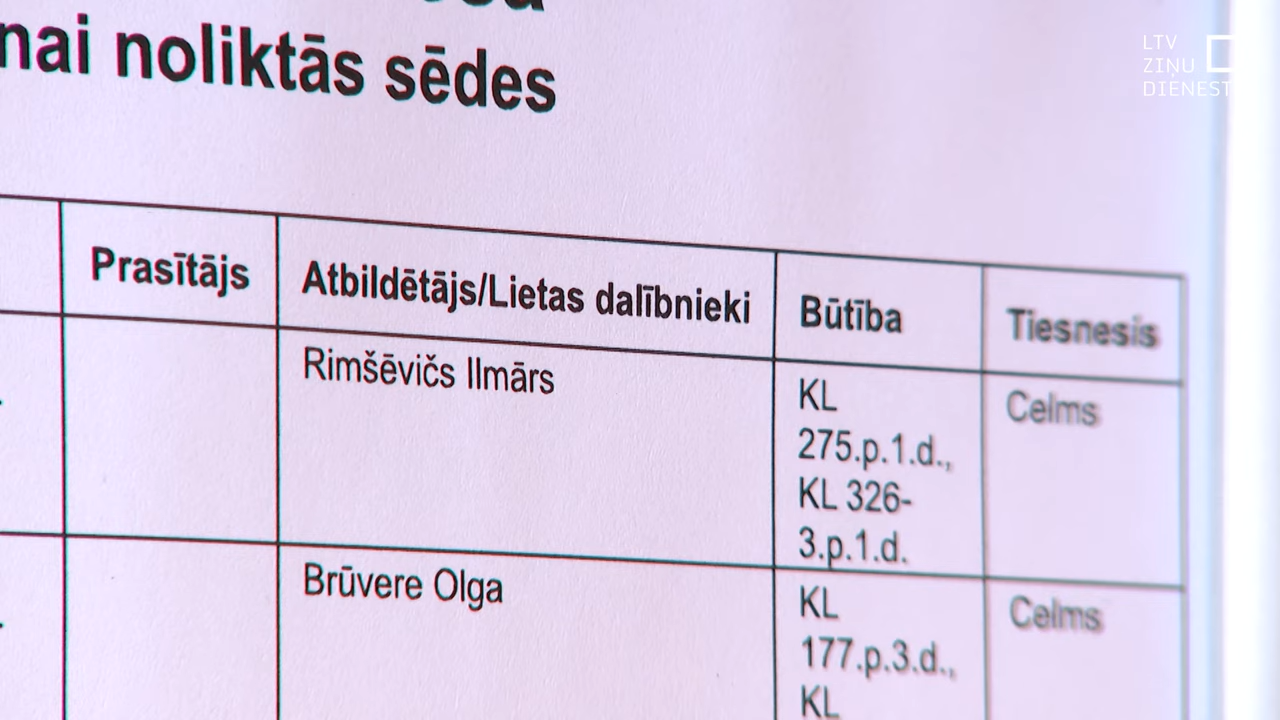 nai noliktās sēdes
LTV
ZIŅU
DIENEST
Prasītājs
Atbildētājs/Lietas dalībnieki
Būtība
Tiesnesis
Rimšēvičs Ilmārs
KL
275.p.1.d.,
KL 326-
3.p.1.d.
Celms
Brūvere Olga
KL
177.p.3.d.,
KL
Celms